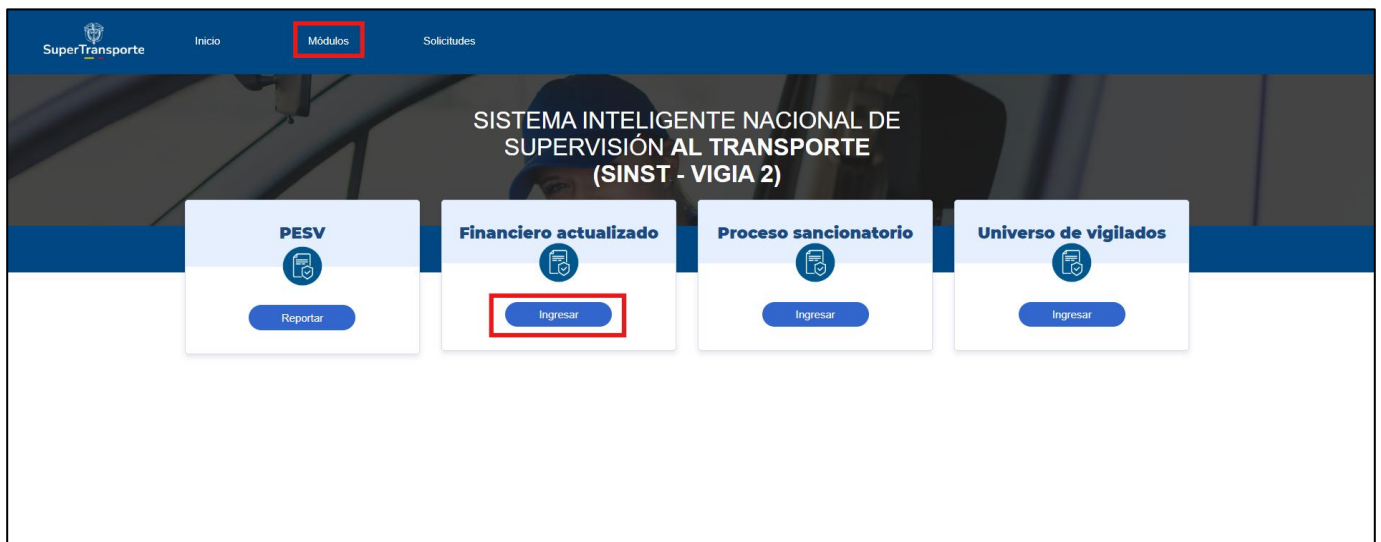 SuperTransporte
Inicio
Módulos
Solicitudes
SISTEMA INTELIGENTE NACIONAL DE
SUPERVISIÓN AL TRANSPORTE
(SINST - VIGIA 2)
PESV
Reportar
Financiero actualizado
Ingresar
Proceso sancionatorio
Ingresar
Universo de vigilados
Ingresar